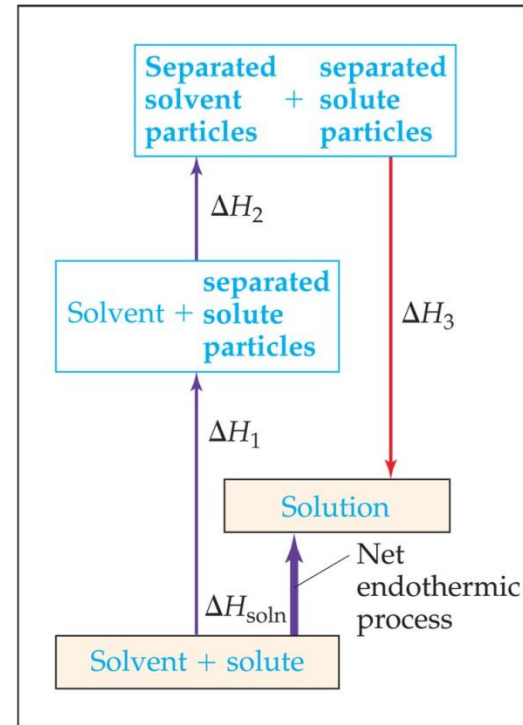 Separated separated
solvent + solute
particles particles
ΔH2
separated
Solvent + solute
particles
ΔH3
ΔH1
Solution
Net
endothermic
process
ΔHsoln
Solvent + solute